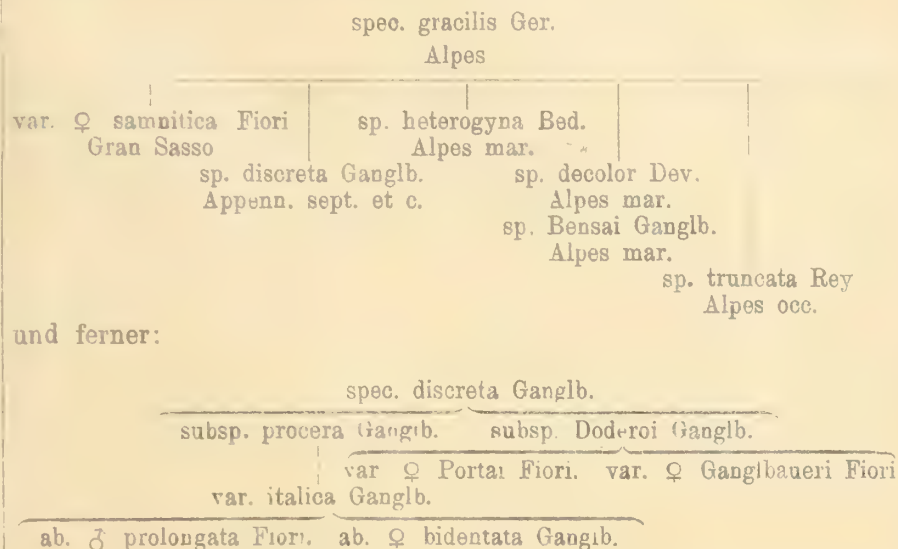 spec. gracilis Ger.
Alpes
var. ♀ samnitica Fiori
Gran Sasso
sp. heterogyna Bed.
Alpes mar.
sp. discreta Ganglb.
Appenn. sept. et c.
sp. decolor Dev.
Alpes mar.
sp. Bensai Ganglb.
Alpes mar.
sp. truncata Rey
Alpes occ.
und ferner:
spec. discreta Ganglb.
subsp. procera Ganglb. subsp. Doderoi Ganglb.
var ♀ Portai Fiori. var. ♀ Ganglbaueri Fiori
var. italica Ganglb.
ab. ♂ prolongata Fiori. ab. ♀ bidentata Ganglb.